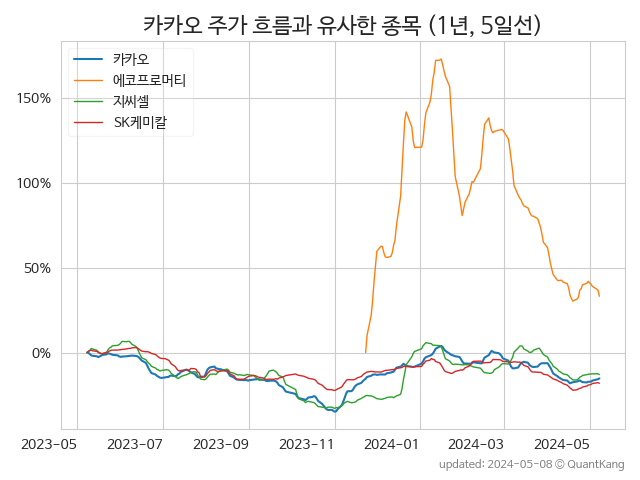 카카오 주가 흐름과 유사한 종목 (1년, 5일선)
카카오
에코프로머티
지씨셀
SK케미칼
150%
100%
50%
0%
2023-05 2023-07 2023-09 2023-11 2024-01 2024-03 2024-05
updated: 2024-05-08 © QuantKang